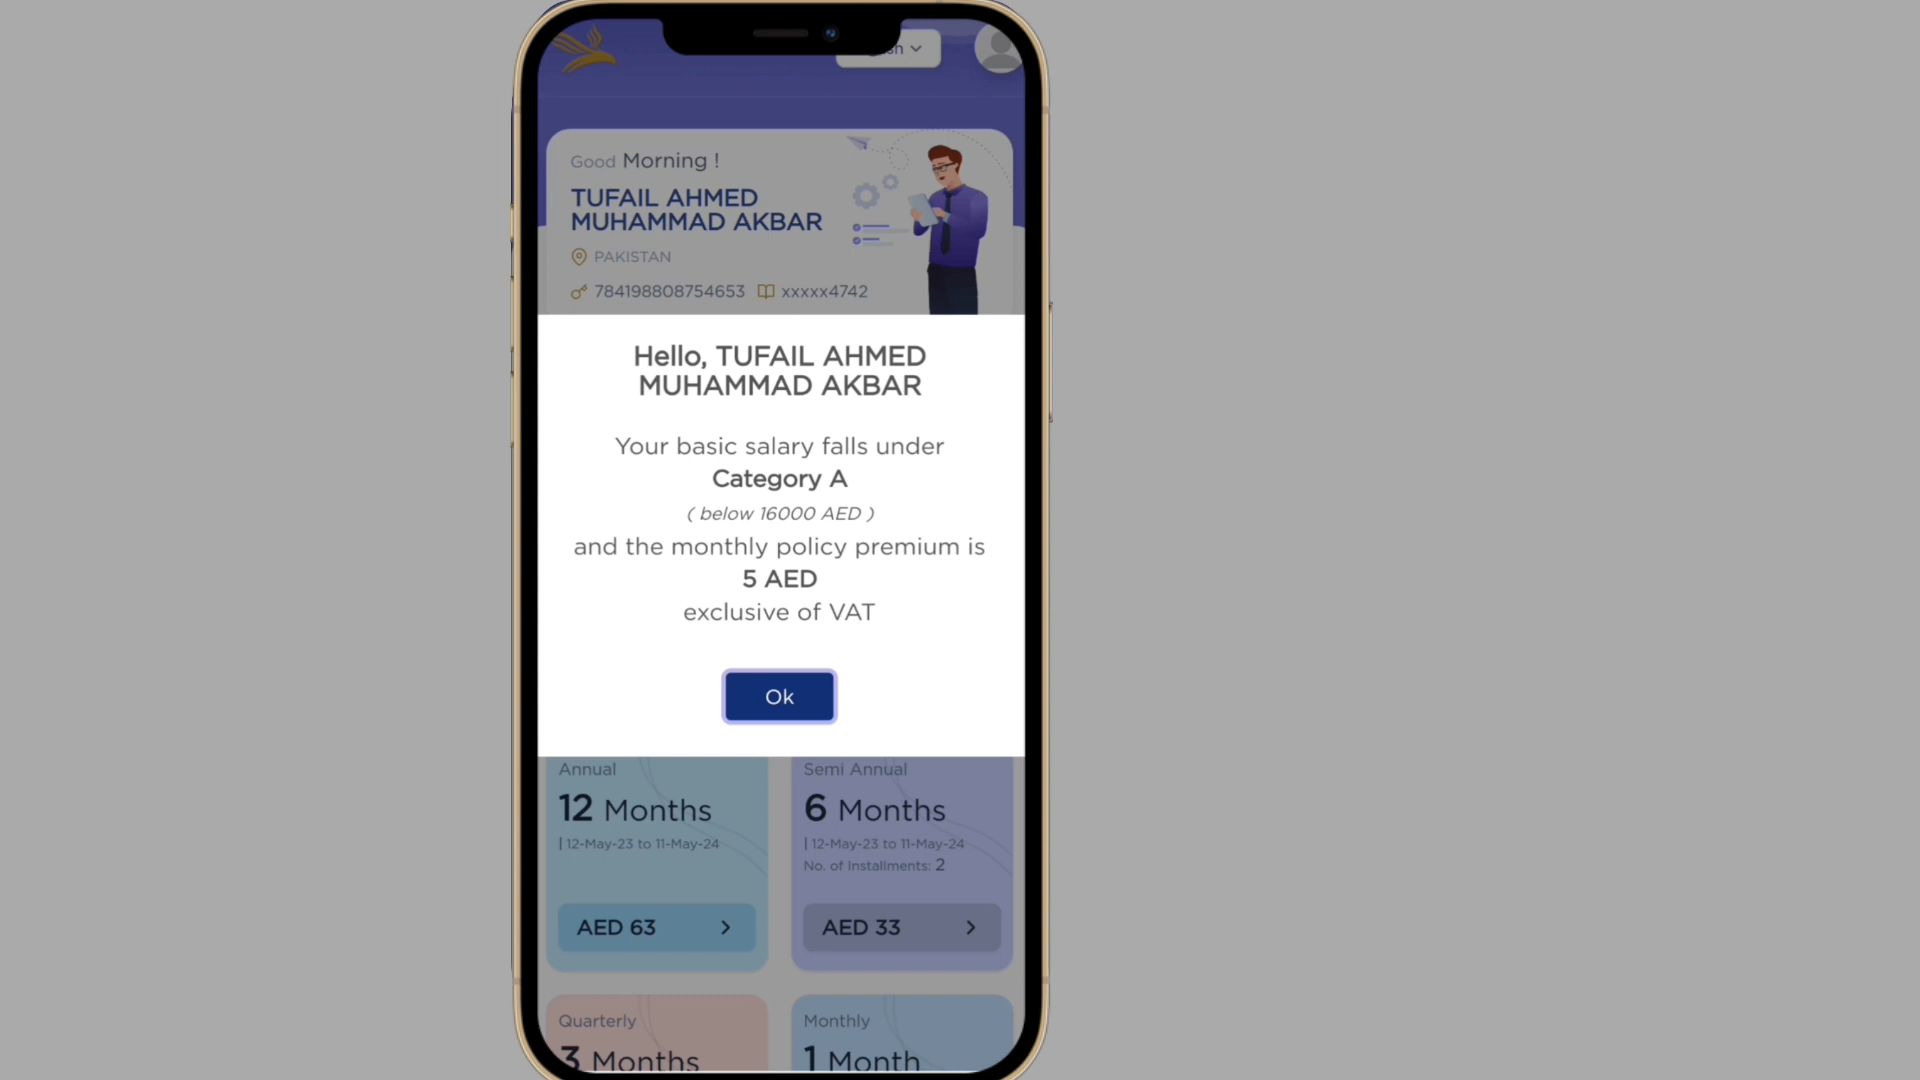 Good Morning !
TUFAIL AHMED
MUHAMMAD AKBAR
PAKISTAN
784198808754653 xxxxx4742
Hello, TUFAIL AHMED
MUHAMMAD AKBAR
Your basic salary falls under
Category A
( below 16000 AED )
and the monthly policy premium is
5 AED
exclusive of VAT
Ok
Annual
12 Months
| 12-May-23 to 11-May-24
AED 63
Semi Annual
6 Months
| 12-May-23 to 11-May-24
No. of Installments: 2
AED 33
Quarterly
3 Months
Monthly
1 Month